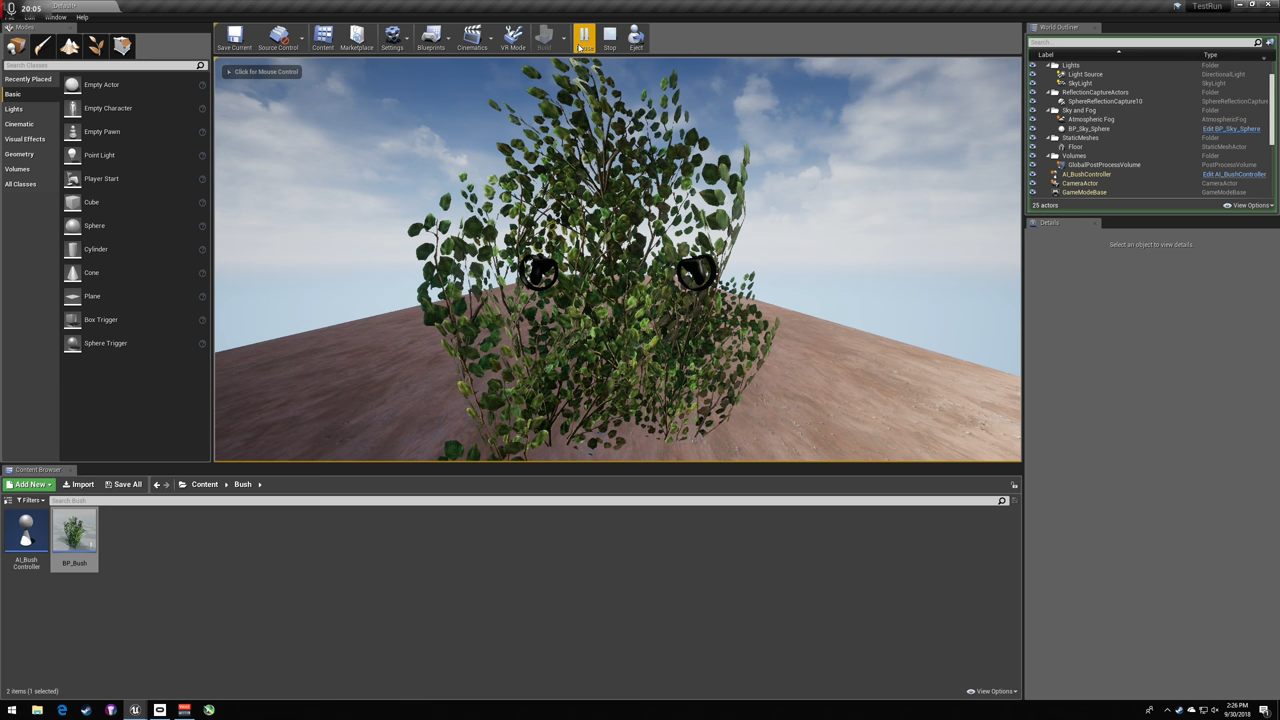 20:05
Default
TestRun
File Edit Window Help
Modes
Search Classes
Recently Placed
Basic
Lights
Cinematic
Visual Effects
Geometry
Volumes
All Classes
Empty Actor
Empty Character
Empty Pawn
Point Light
Player Start
Cube
Sphere
Cylinder
Cone
Plane
Box Trigger
Sphere Trigger
Save Current
Source Control
Content
Marketplace
Settings
Blueprints
Cinematics
VR Mode
Build
Pause
Stop
Eject
Click for Mouse Control
World Outliner
Search...
Label Type
Lights Folder
Light Source DirectionalLight
SkyLight SkyLight
ReflectionCaptureActors Folder
SphereReflectionCapture10 SphereReflectionCapture
Sky and Fog Folder
Atmospheric Fog AtmosphericFog
BP_Sky_Sphere Edit BP_Sky_Sphere
StaticMeshes Folder
Floor StaticMeshActor
Volumes Folder
GlobalPostProcessVolume PostProcessVolume
AI_BushController Edit AI_BushController
CameraActor CameraActor
GameModeBase GameModeBase
25 actors View Options
Details
Select an object to view details.
Content Browser
Add New Import Save All Content Bush
Filters Search Bush
AI_Bush
Controller
BP_Bush
2 items (1 selected) View Options
2:26 PM
9/30/2018